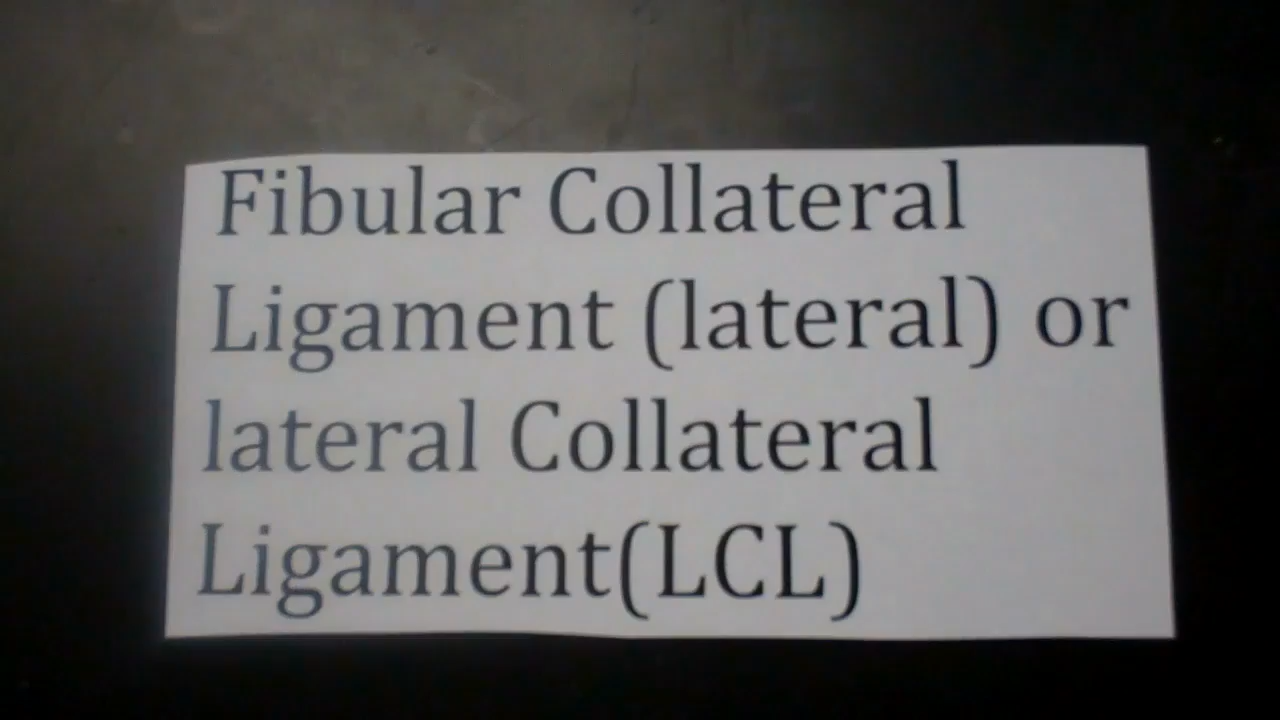 Fibular Collateral
Ligament (lateral) or
lateral Collateral
Ligament(LCL)